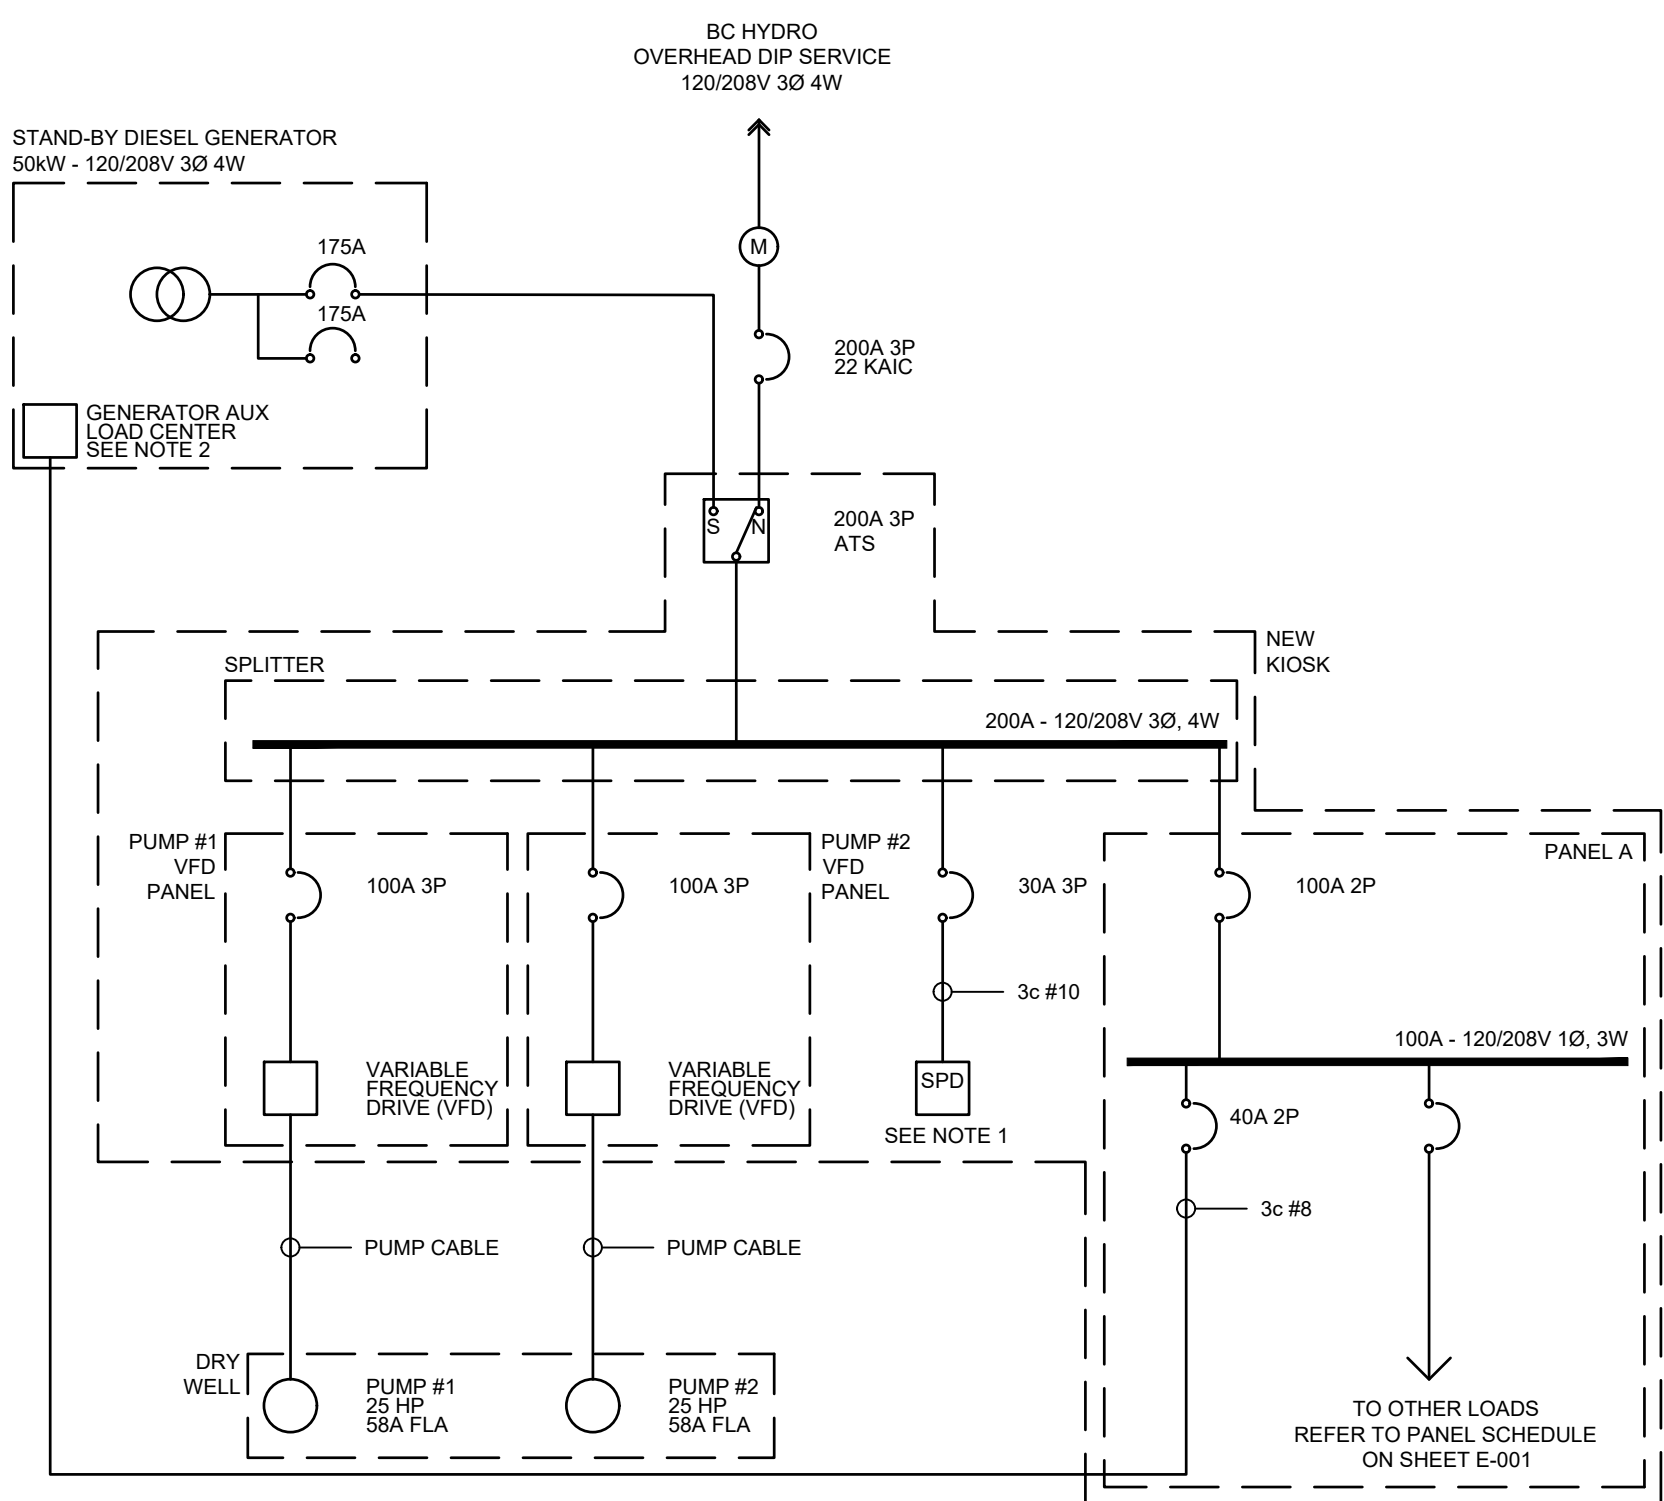 BC HYDRO
OVERHEAD DIP SERVICE
120/208V 3Ø 4W
STAND-BY DIESEL GENERATOR
50kW - 120/208V 3Ø 4W
175A
175A
M
200A 3P
22 KAIC
GENERATOR AUX
LOAD CENTER
SEE NOTE 2
S
N
200A 3P
ATS
NEW
KIOSK
SPLITTER
200A - 120/208V 3Ø, 4W
PUMP #1
VFD
PANEL
100A 3P
100A 3P
PUMP #2
VFD
PANEL
30A 3P
PANEL A
100A 2P
3c #10
100A - 120/208V 1Ø, 3W
VARIABLE
FREQUENCY
DRIVE (VFD)
VARIABLE
FREQUENCY
DRIVE (VFD)
SPD
SEE NOTE 1
40A 2P
3c #8
PUMP CABLE
PUMP CABLE
DRY
WELL
PUMP #1
25 HP
58A FLA
PUMP #2
25 HP
58A FLA
TO OTHER LOADS
REFER TO PANEL SCHEDULE
ON SHEET E-001